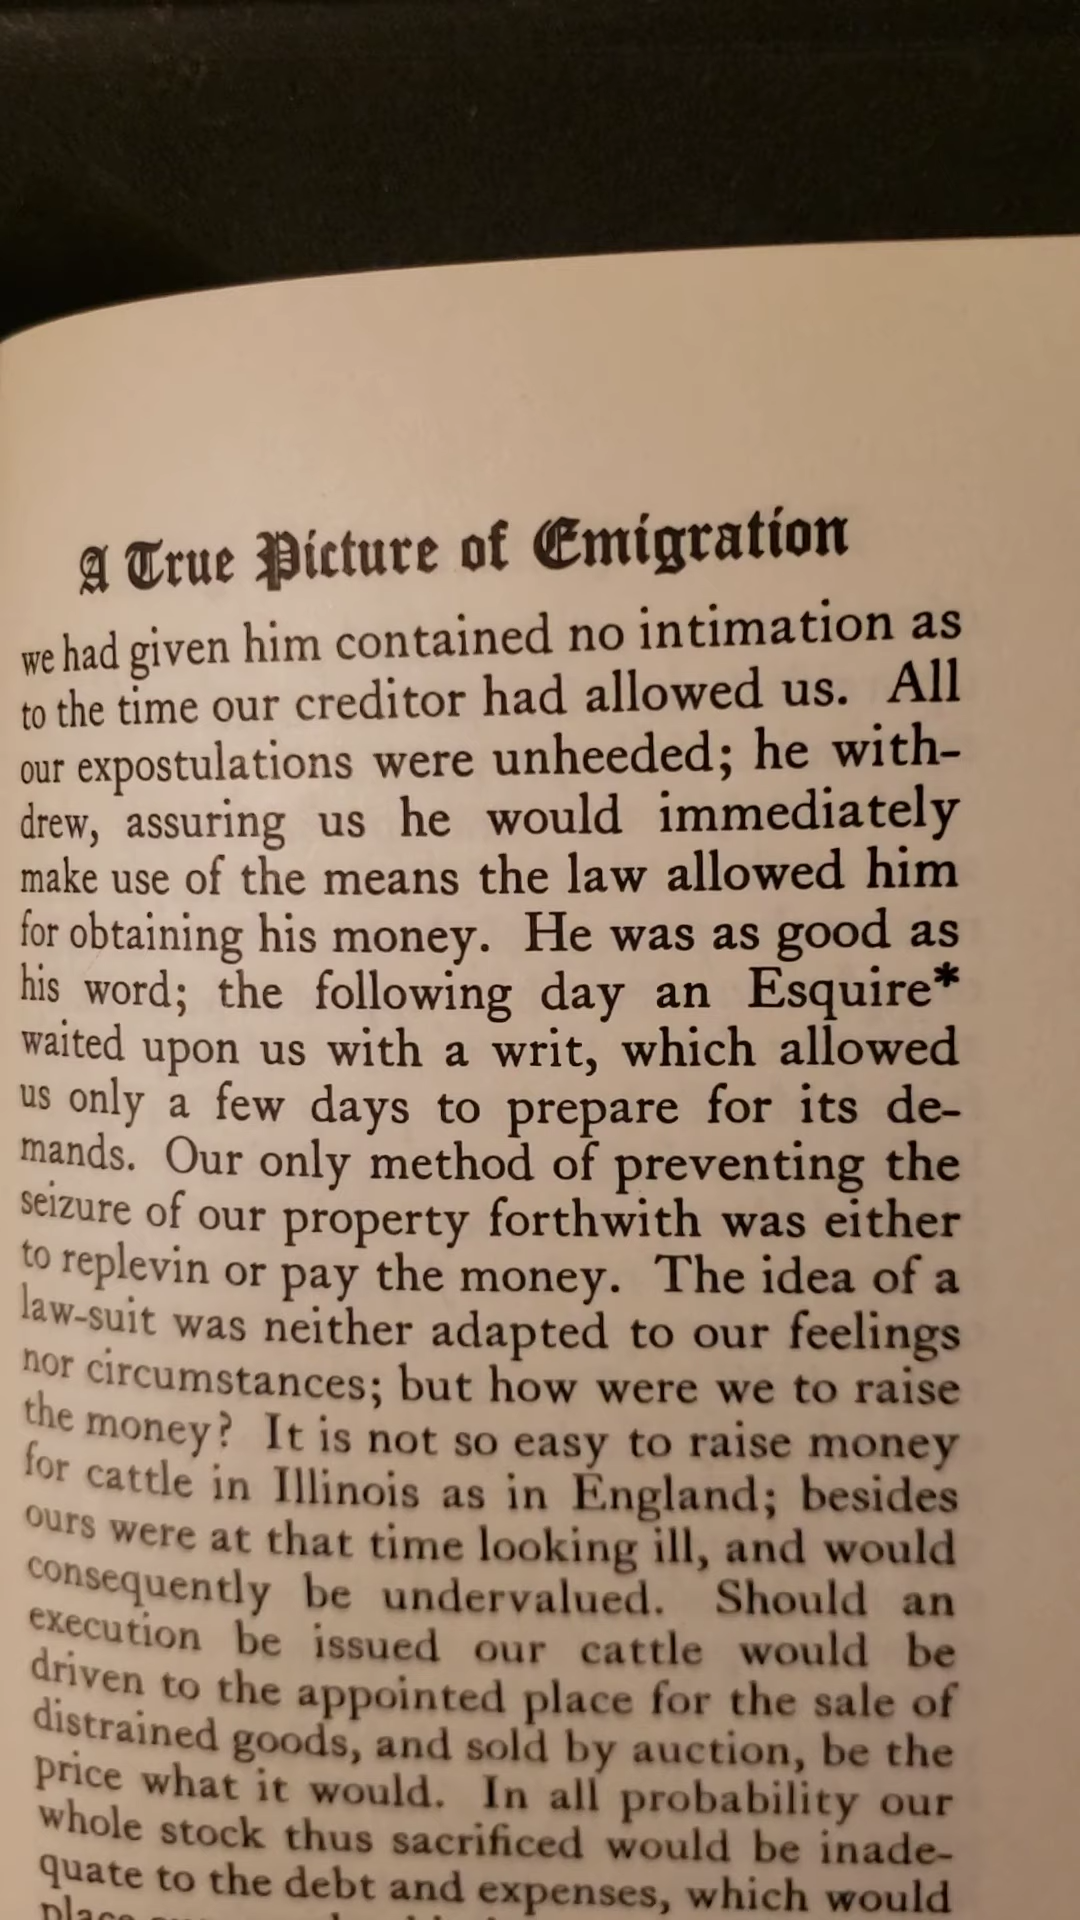 A True Picture of Emigration
we had given him contained no intimation as
to the time our creditor had allowed us. All
our expostulations were unheeded; he with-
drew, assuring us he would immediately
make use of the means the law allowed him
for obtaining his money. He was as good as
his word; the following day an Esquire*
waited upon us with a writ, which allowed
us only a few days to prepare for its de-
mands. Our only method of preventing the
seizure of our property forthwith was either
to replevin or pay the money. The idea of a
law-suit was neither adapted to our feelings
nor circumstances; but how were we to raise
the money? It is not so easy to raise money
for cattle in Illinois as in England; besides
ours were at that time looking ill, and would
consequently be undervalued. Should an
execution be issued our cattle would be
driven to the appointed place for the sale of
distrained goods, and sold by auction, be the
price what it would. In all probability our
whole stock thus sacrificed would be inade-
quate to the debt and expenses, which would